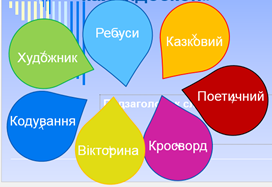 Ребуси
Казковий
Художник
Поетичний
Кодування
Вікторина
Кросворд